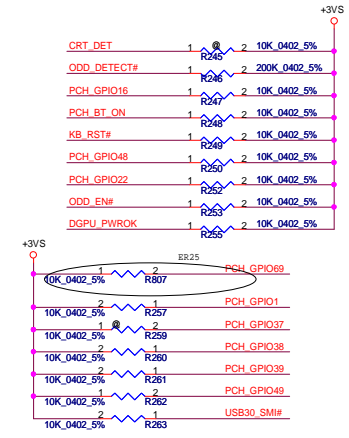 +3VS
CRT_DET 1 @ 2 10K_0402_5%
R245
ODD_DETECT# 1 2 200K_0402_5%
R246
PCH_GPIO16 1 2 10K_0402_5%
R247
PCH_BT_ON 1 2 10K_0402_5%
R248
KB_RST# 1 2 10K_0402_5%
R249
PCH_GPIO48 1 2 10K_0402_5%
R250
PCH_GPIO22 1 2 10K_0402_5%
R252
ODD_EN# 1 2 10K_0402_5%
R253
DGPU_PWROK 1 2 10K_0402_5%
R255
+3VS
ER25
1 2 PCH_GPIO69
10K_0402_5% R807
2 1 PCH_GPIO1
10K_0402_5% R257
1 @ 2 PCH_GPIO37
10K_0402_5% R259
2 1 PCH_GPIO38
10K_0402_5% R260
2 1 PCH_GPIO39
10K_0402_5% R261
2 1 PCH_GPIO49
10K_0402_5% R262
2 1 USB30_SMI#
10K_0402_5% R263